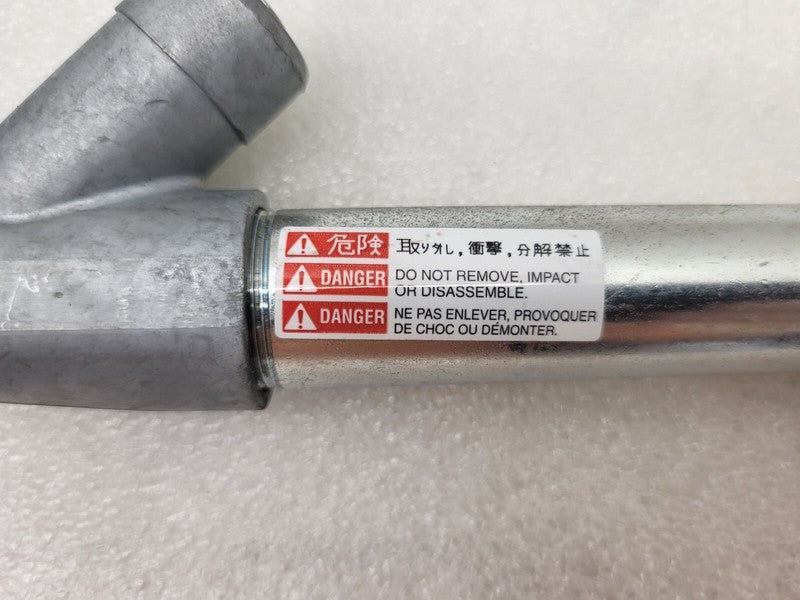 危険 取り外し,衝撃,分解禁止
DANGER DO NOT REMOVE, IMPACT
OR DISASSEMBLE.
DANGER NE PAS ENLEVER, PROVOQUER
DE CHOC OU DÉMONTER.